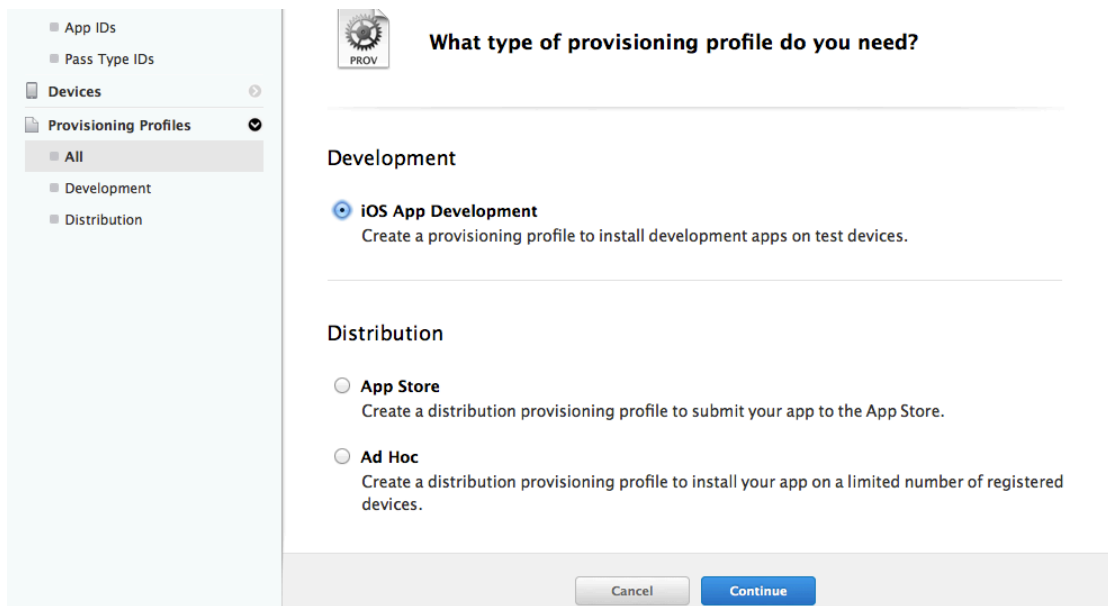 App IDs
Pass Type IDs
Devices
Provisioning Profiles
All
Development
Distribution
PROV
What type of provisioning profile do you need?
Development
iOS App Development
Create a provisioning profile to install development apps on test devices.
Distribution
App Store
Create a distribution provisioning profile to submit your app to the App Store.
Ad Hoc
Create a distribution provisioning profile to install your app on a limited number of registered
devices.
Cancel
Continue